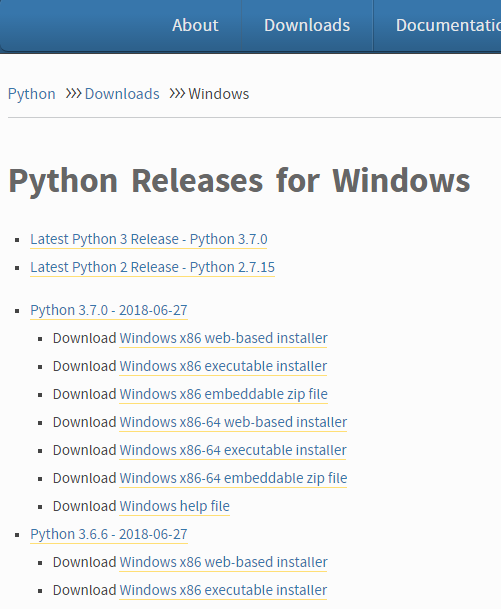 About Downloads Documentatio
Python >>> Downloads >>> Windows
Python Releases for Windows
Latest Python 3 Release - Python 3.7.0
Latest Python 2 Release - Python 2.7.15
Python 3.7.0 - 2018-06-27
Download Windows x86 web-based installer
Download Windows x86 executable installer
Download Windows x86 embeddable zip file
Download Windows x86-64 web-based installer
Download Windows x86-64 executable installer
Download Windows x86-64 embeddable zip file
Download Windows help file
Python 3.6.6 - 2018-06-27
Download Windows x86 web-based installer
Download Windows x86 executable installer